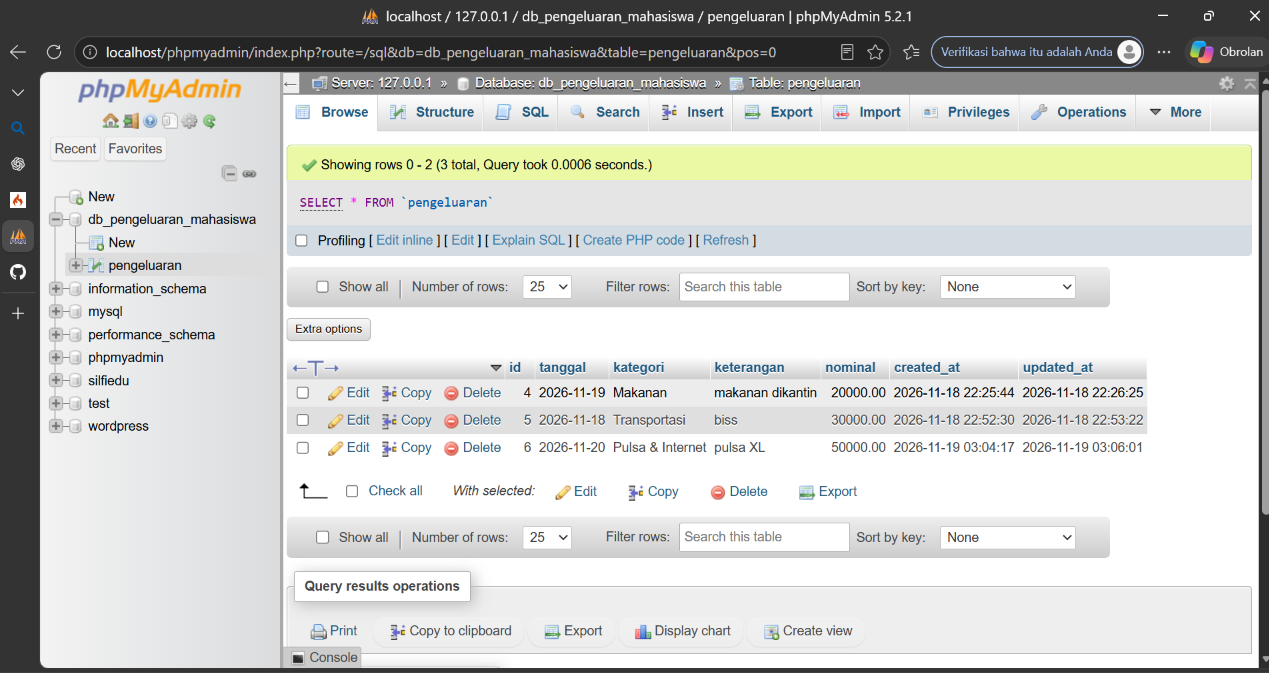 localhost / 127.0.0.1 / db_pengeluaran_mahasiswa / pengeluaran | phpMyAdmin 5.2.1
localhost/phpmyadmin/index.php?route=/sql&db=db_pengeluaran_mahasiswa&table=pengeluaran&pos=0
Verifikasi bahwa itu adalah Anda
Obrolan
phpMyAdmin
Recent Favorites
New
db_pengeluaran_mahasiswa
New
pengeluaran
information_schema
mysql
performance_schema
phpmyadmin
silfiedu
test
wordpress
Server: 127.0.0.1 » Database: db_pengeluaran_mahasiswa » Table: pengeluaran
Browse Structure SQL Search Insert Export Import Privileges Operations More
Showing rows 0 - 2 (3 total, Query took 0.0006 seconds.)
SELECT * FROM `pengeluaran`
Profiling [ Edit inline ] [ Edit ] [ Explain SQL ] [ Create PHP code ] [ Refresh ]
Show all | Number of rows: 25 Filter rows: Search this table Sort by key: None
Extra options
←T→ id tanggal kategori keterangan nominal created_at updated_at
Edit Copy Delete 4 2026-11-19 Makanan makanan dikantin 20000.00 2026-11-18 22:25:44 2026-11-18 22:26:25
Edit Copy Delete 5 2026-11-18 Transportasi biss 30000.00 2026-11-18 22:52:30 2026-11-18 22:53:22
Edit Copy Delete 6 2026-11-20 Pulsa & Internet pulsa XL 50000.00 2026-11-19 03:04:17 2026-11-19 03:06:01
Check all With selected: Edit Copy Delete Export
Show all | Number of rows: 25 Filter rows: Search this table Sort by key: None
Query results operations
Print Copy to clipboard Export Display chart Create view
Console